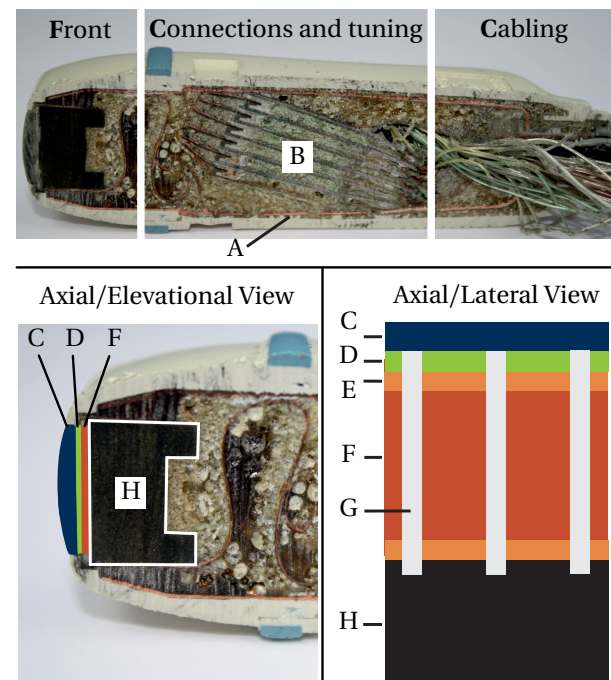 Front
Connections and tuning
Cabling
B
A
Axial/Elevational View
C D F
H
Axial/Lateral View
C
D
E
F
G
H